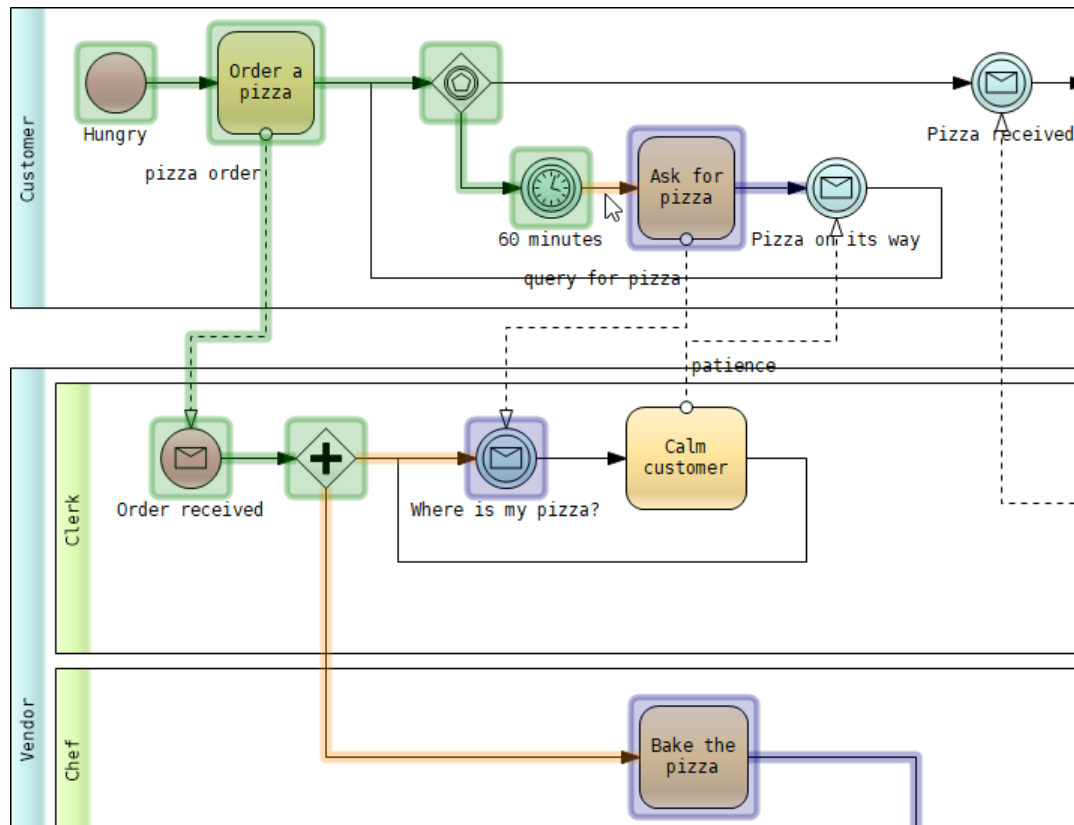 Customer
Hungry
Order a
pizza
pizza order
60 minutes
Ask for
pizza
Pizza on its way
Pizza received
query for pizza
patience
Vendor
Clerk
Order received
Where is my pizza?
Calm
customer
Chef
Bake the
pizza